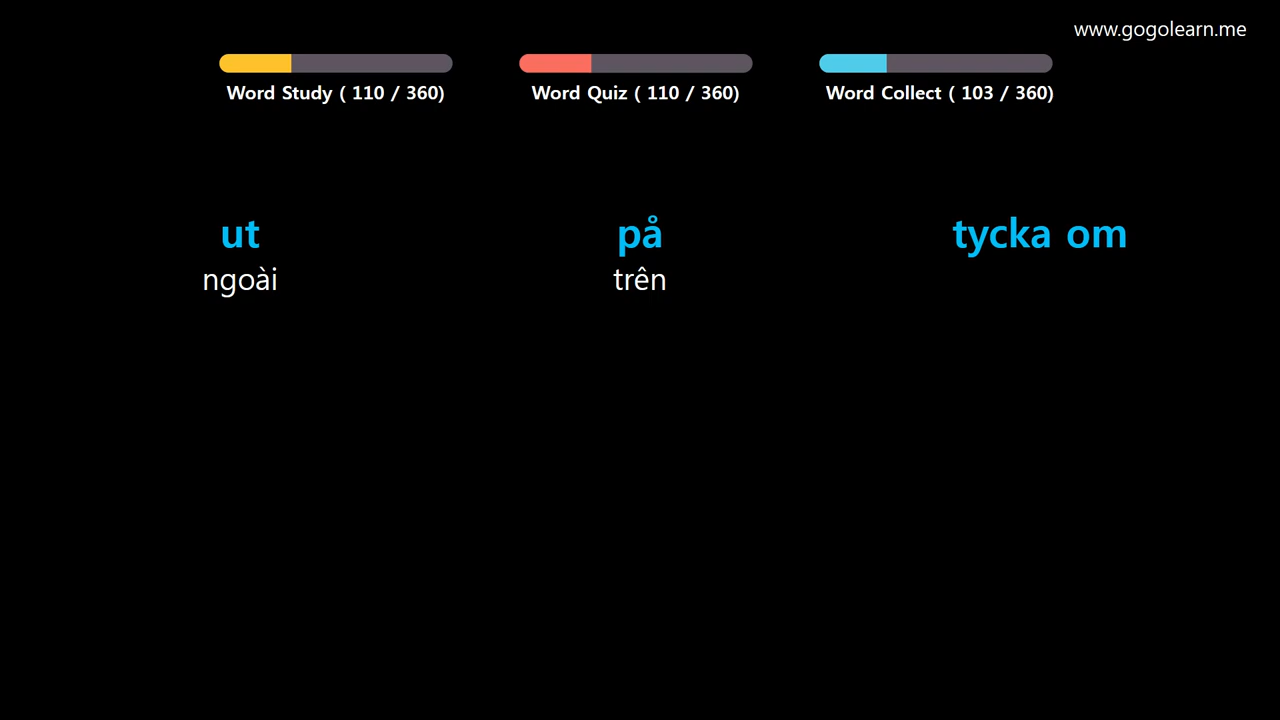 www.gogolearn.me
Word Study ( 110 / 360)
Word Quiz ( 110 / 360)
Word Collect ( 103 / 360)
ut
ngoài
på
trên
tycka om